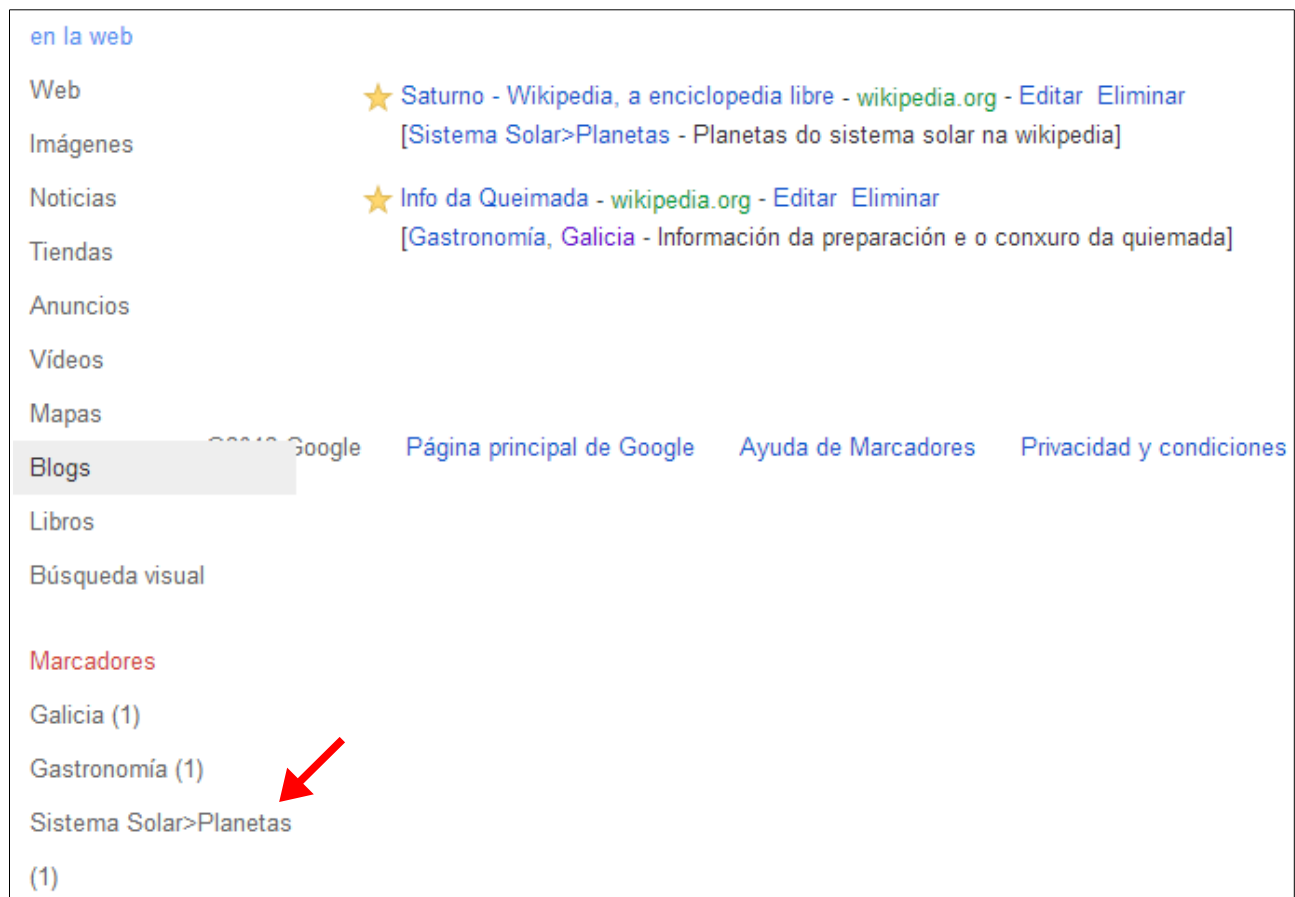 en la web
Web
Saturno - Wikipedia, a enciclopedia libre - wikipedia.org - Editar Eliminar
Imágenes
[Sistema Solar>Planetas - Planetas do sistema solar na wikipedia]
Noticias
Info da Queimada - wikipedia.org - Editar Eliminar
[Gastronomía, Galicia - Información da preparación e o conxuro da quiemada]
Tiendas
Anuncios
Vídeos
Mapas
Google Página principal de Google Ayuda de Marcadores Privacidad y condiciones
Blogs
Libros
Búsqueda visual
Marcadores
Galicia (1)
Gastronomía (1)
Sistema Solar>Planetas
(1)